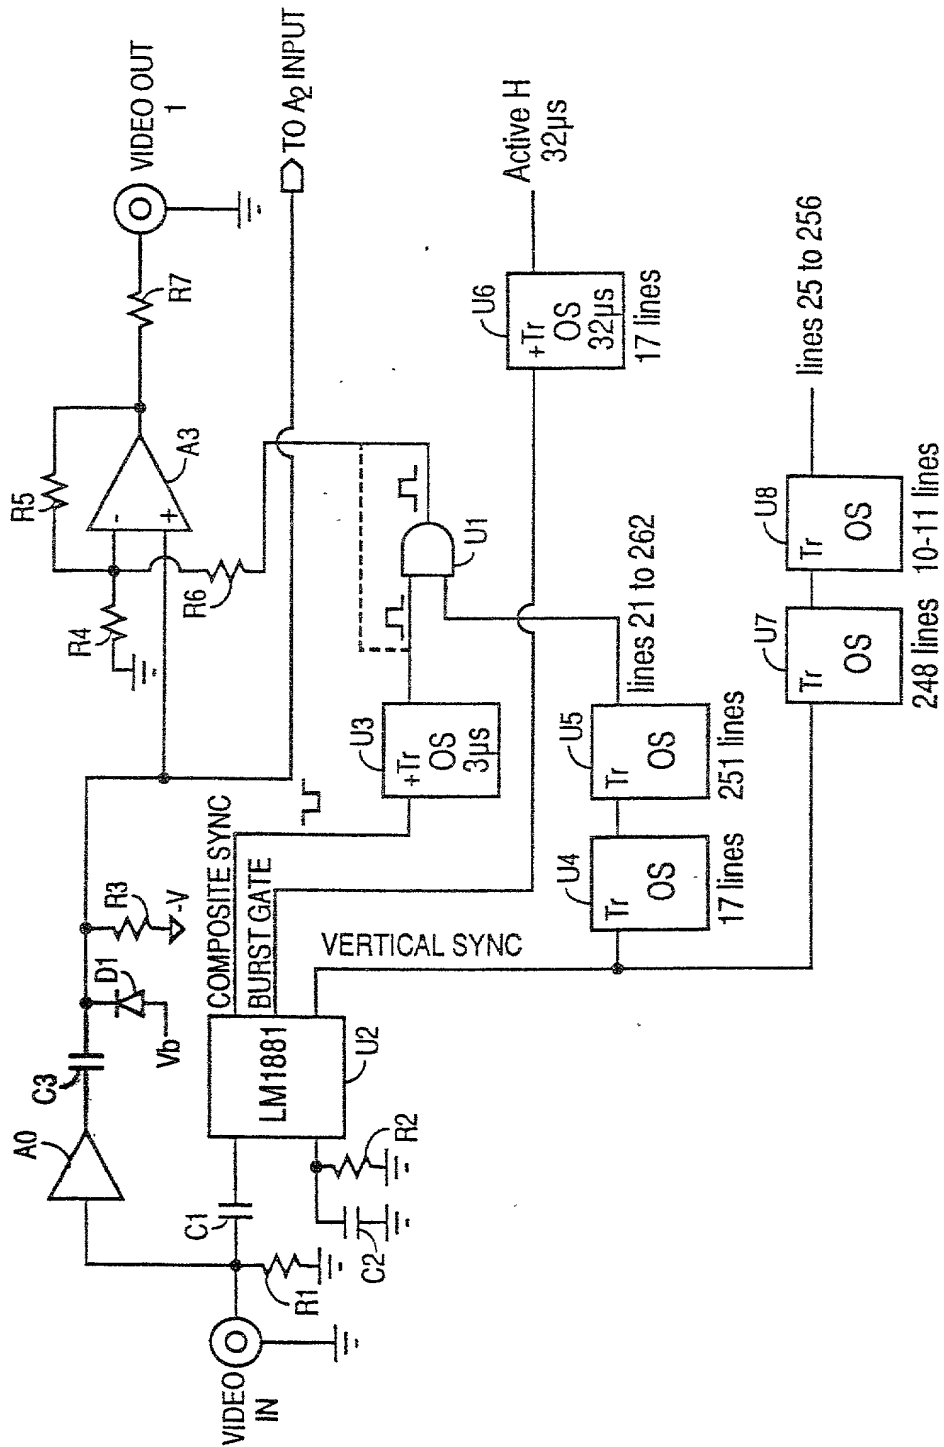 VIDEO OUT
1
TO A2 INPUT
R7
R5
A3
-
+
R4
R6
Active H
32µs
U6
+Tr
OS
32µs
17 lines
lines 25 to 256
U1
U8
Tr
OS
10-11 lines
lines 21 to 262
U7
Tr
OS
248 lines
U3
+Tr
OS
3µs
U5
Tr
OS
251 lines
U4
Tr
OS
17 lines
COMPOSITE SYNC
BURST GATE
VERTICAL SYNC
R3
-V
D1
Vb
C3
A0
LM1881
U2
C1
R2
C2
R1
VIDEO
IN